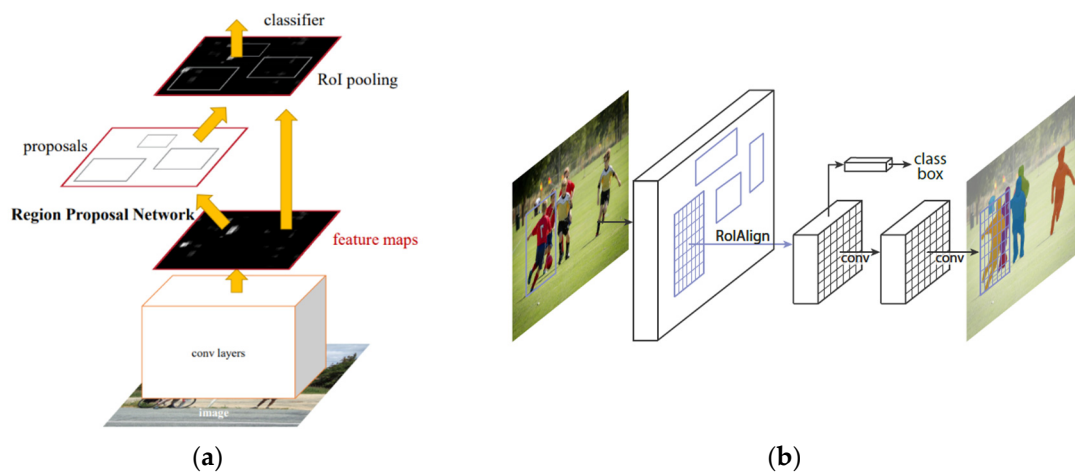 classifier
RoI pooling
proposals
Region Proposal Network
feature maps
conv layers
image
(a)
class
box
RoIAlign
conv
conv
(b)